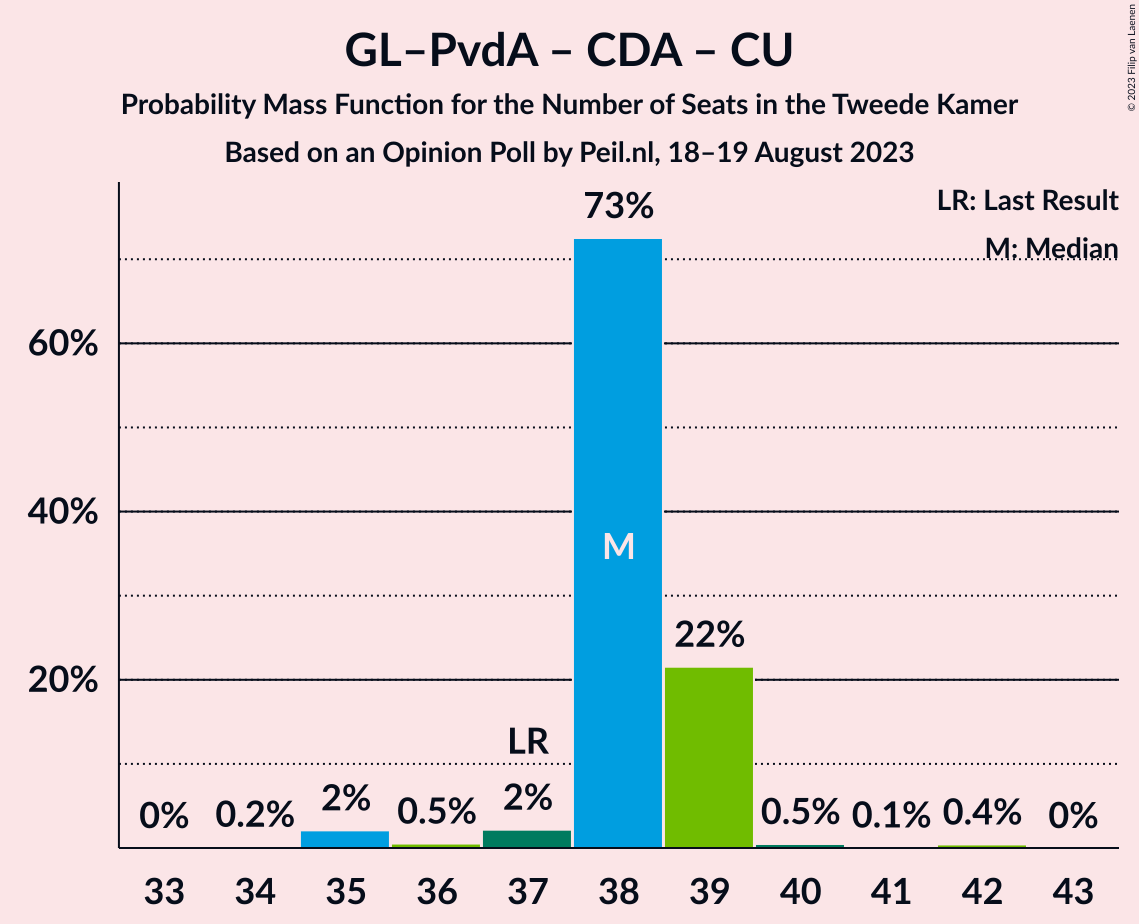 GL–PvdA – CDA – CU
Probability Mass Function for the Number of Seats in the Tweede Kamer
Based on an Opinion Poll by Peil.nl, 18–19 August 2023
© 2023 Filip van Laenen
LR: Last Result
M: Median
73%
60%
40%
M
22%
20%
LR
0%
0.2%
2%
0.5%
2%
0.5%
0.1%
0.4%
0%
33 34 35 36 37 38 39 40 41 42 43